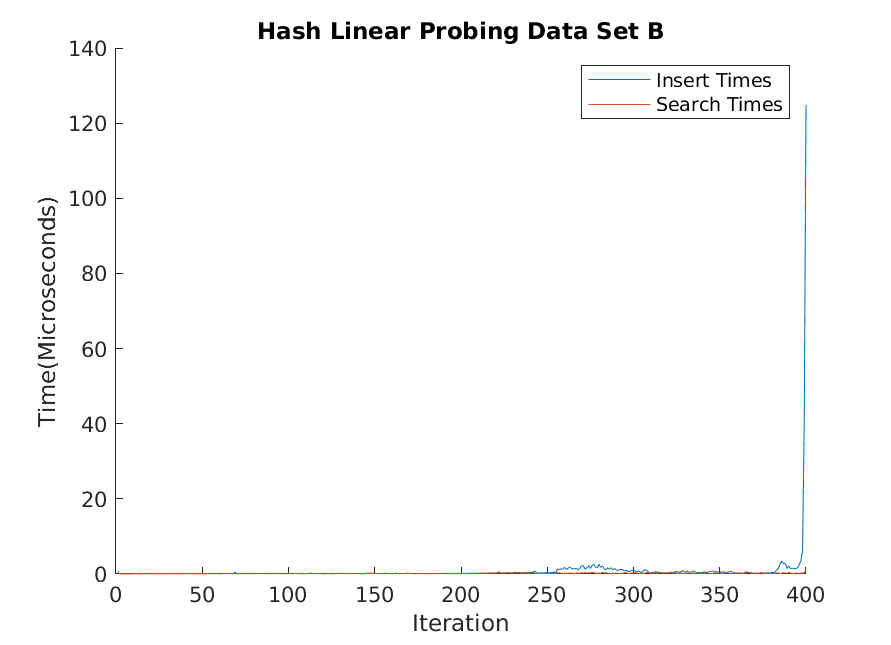 Hash Linear Probing Data Set B
Insert Times
Search Times
140
120
100
80
60
40
20
0
Time(Microseconds)
0 50 100 150 200 250 300 350 400
Iteration